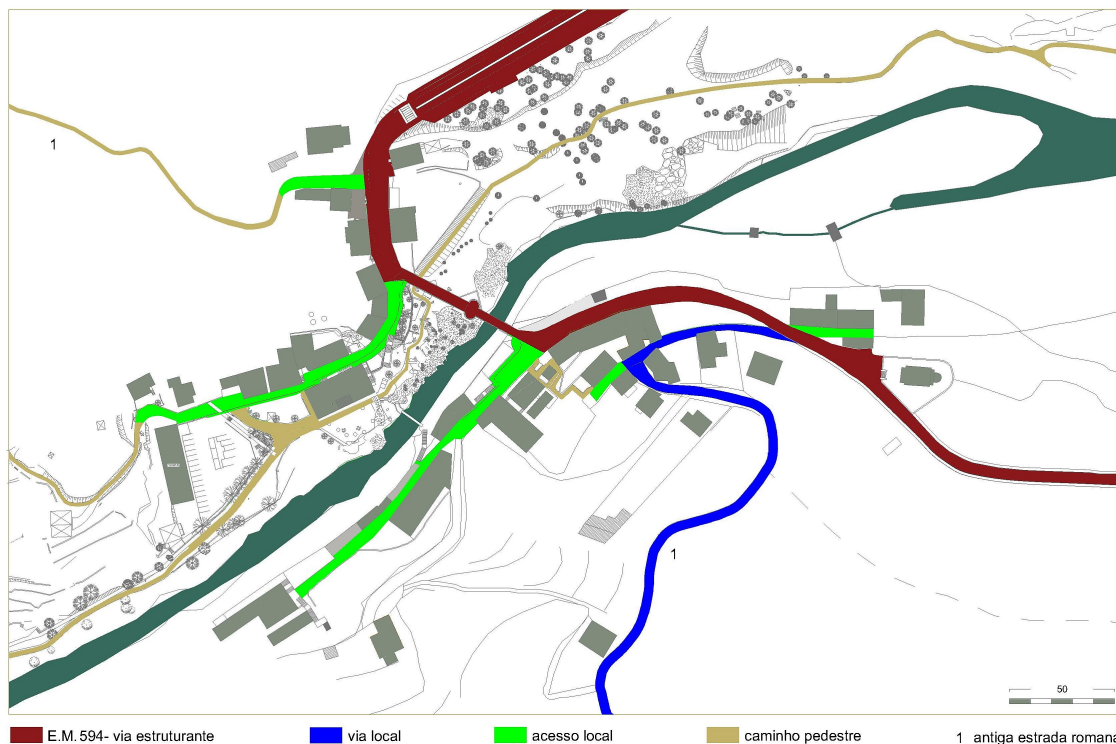 1
1
50
E.M. 594- via estruturante
via local
acesso local
caminho pedestre
1 antiga estrada romana